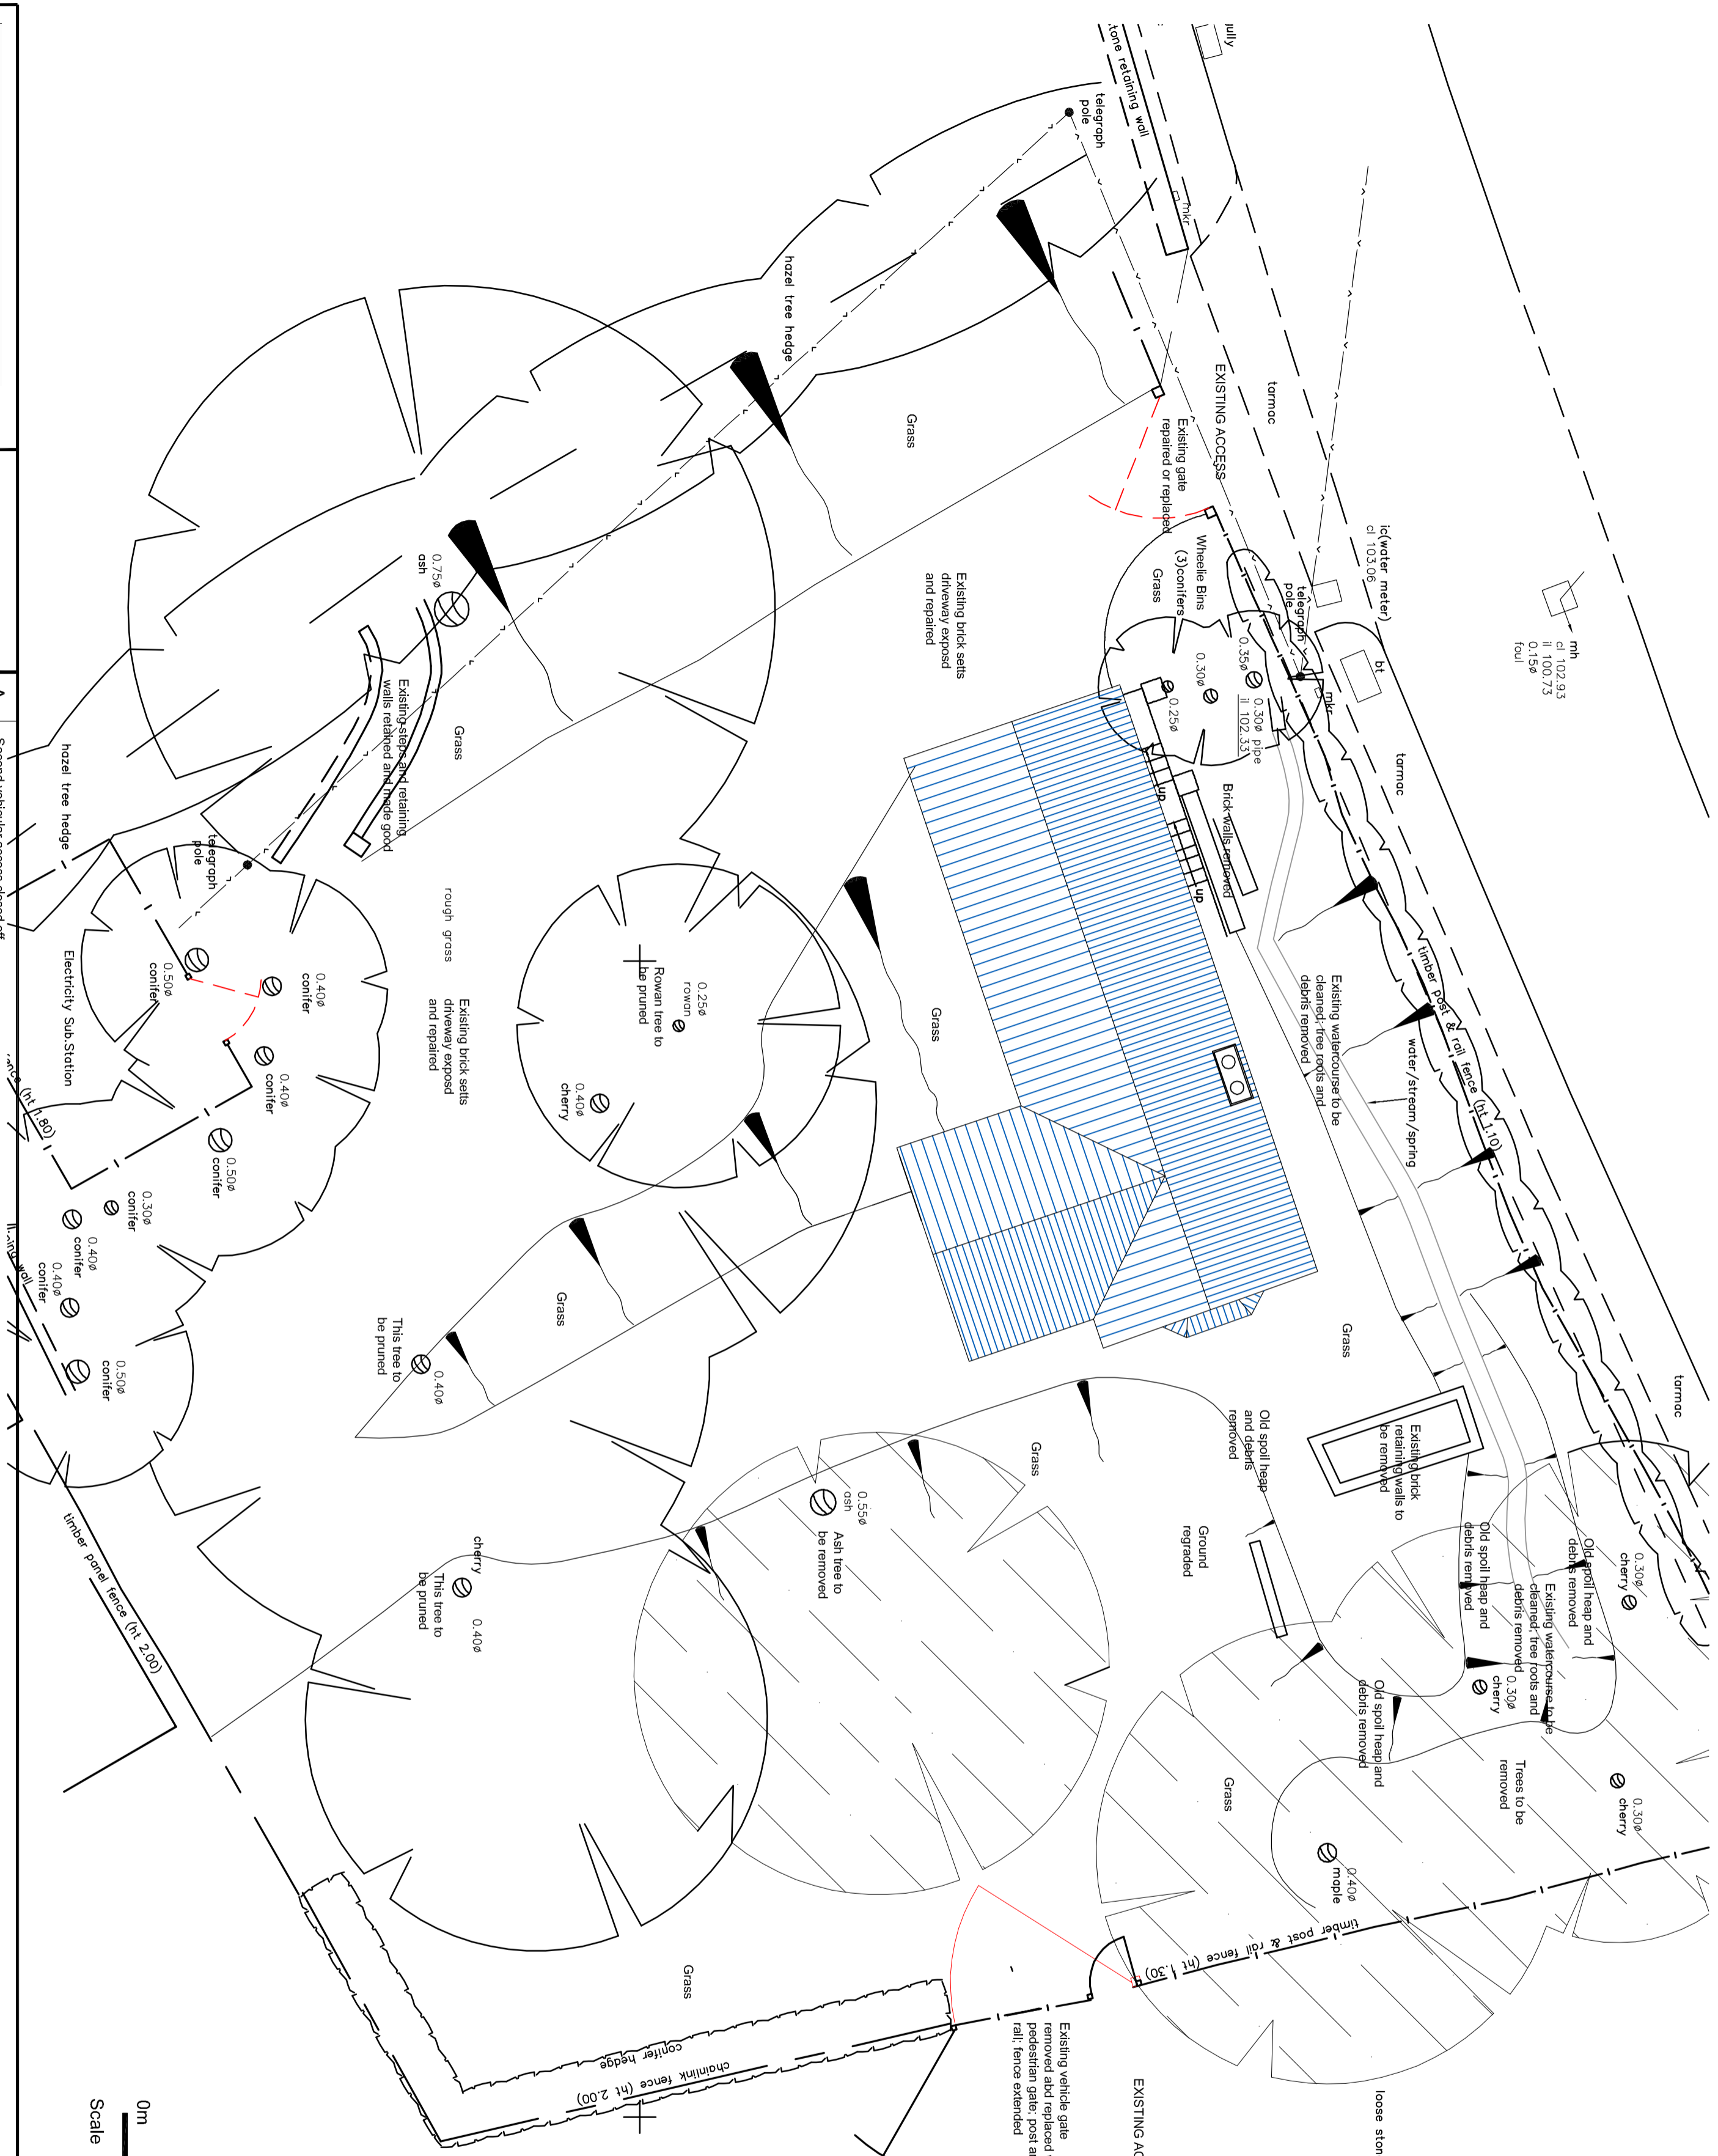 gully
tone retaining wall
telegraph
pole
mkr
hazel tree hedge
Grass
EXISTING ACCESS
tarmac
Existing gate
repaired or replaced
Wheelie Bins
(3)conifers
Grass
ic(water meter)
cl 103.06
telegraph
pole
bt
mkr
mh
cl 102.93
il 100.73
0.15ø
foul
0.35ø
0.30ø
0.25ø
0.30ø pipe
il 102.33
Existing brick setts
driveway exposd
and repaired
0.75ø
ash
Existing steps and retaining
walls retained and made good
Grass
up
up
Brick walls removed
tarmac
hazel tree hedge
telegraph
pole
rough grass
Existing brick setts
driveway exposd
and repaired
0.25ø
rowan
Rowan tree to
be pruned
0.40ø
cherry
Grass
Existing watercourse to be
cleaned; tree roots and
debris removed
timber post & rail fence (ht 1.10)
water/stream/spring
0.50ø
conifer
0.40ø
conifer
0.40ø
conifer
0.50ø
conifer
0.30ø
conifer
0.40ø
conifer
0.40ø
conifer
0.50ø
conifer
Electricity Sub.Station
fence (ht 1.80)
wall
Grass
This tree to
be pruned
0.40ø
Grass
tarmac
Existing brick
retaining walls to
be removed
Old spoil heap
and debris
removed
Grass
0.55ø
ash
Ash tree to
be removed
Ground
regraded
Old spoil heap and
debris removed
Old spoil heap and
debris removed
0.30ø
cherry
Existing watercourse to be
cleaned; tree roots and
debris removed
0.30ø
cherry
Old spoil heap and
debris removed
Trees to be
removed
0.30ø
cherry
cherry
0.40ø
This tree to
be pruned
timber panel fence (ht 2.00)
Grass
0.40ø
maple
timber post & rail fence (ht 1.30)
Grass
conifer hedge
chainlink fence (ht 2.00)
Existing vehicle gate
removed abd replaced
pedestrian gate; post a
rail; fence extended
EXISTING AC
loose ston
0m
Scale
A
Second vehicular access closed off